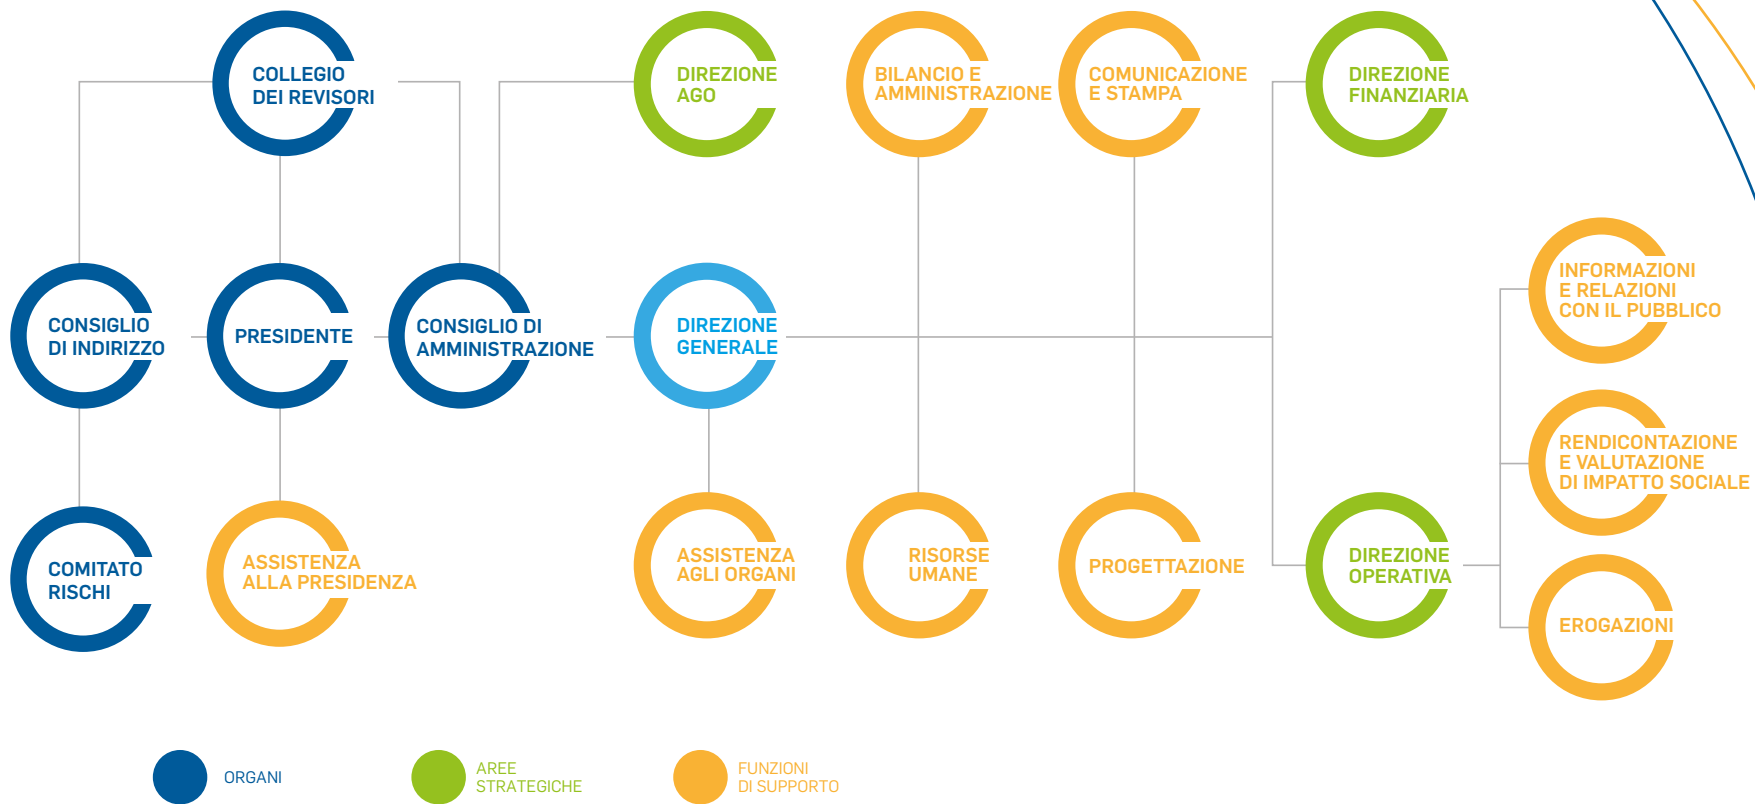 COLLEGIO
DEI REVISORI
DIREZIONE
AGO
BILANCIO E
AMMINISTRAZIONE
COMUNICAZIONE
E STAMPA
DIREZIONE
FINANZIARIA
CONSIGLIO
DI INDIRIZZO
PRESIDENTE
CONSIGLIO DI
AMMINISTRAZIONE
DIREZIONE
GENERALE
INFORMAZIONI
E RELAZIONI
CON IL PUBBLICO
RENDICONTAZIONE
E VALUTAZIONE
DI IMPATTO SOCIALE
COMITATO
RISCHI
ASSISTENZA
ALLA PRESIDENZA
ASSISTENZA
AGLI ORGANI
RISORSE
UMANE
PROGETTAZIONE
DIREZIONE
OPERATIVA
EROGAZIONI
ORGANI
AREE
STRATEGICHE
FUNZIONI
DI SUPPORTO